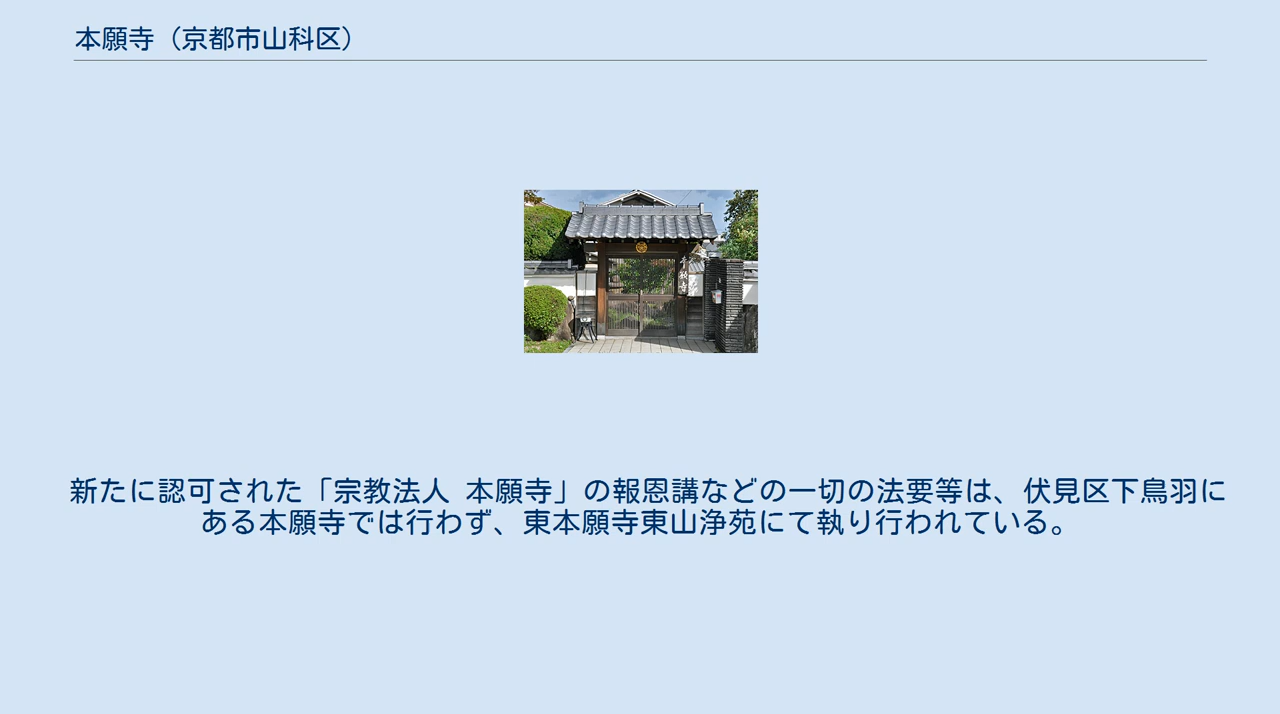 本願寺（京都市山科区）
新たに認可された「宗教法人 本願寺」の報恩講などの一切の法要等は、伏見区下鳥羽に
ある本願寺では行わず、東本願寺東山浄苑にて執り行われている。